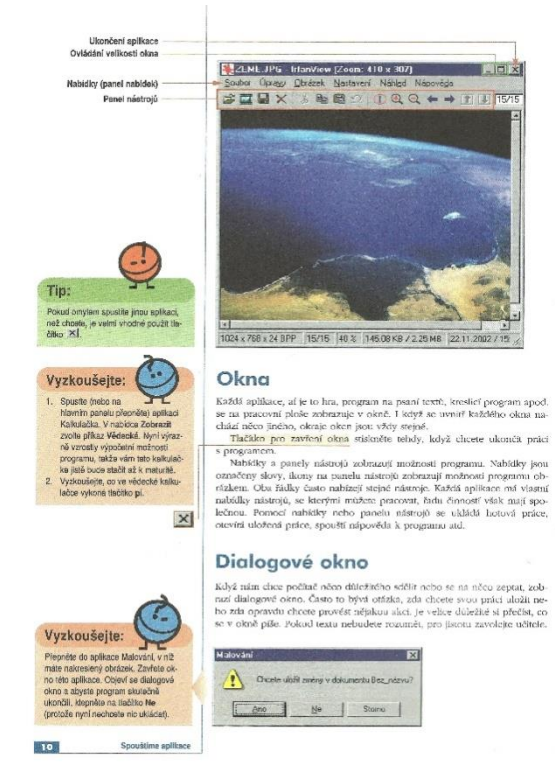 Ukončení aplikace
Ovládání velikosti okna
Nabídky (panel nabídek)
Panel nástrojů
ZEME.JPG - IrfanView (Zoom: 410 x 307)
Soubor Úpravy Obrázek Nastavení Náhled Nápověda
15/15
1024 x 768 x 24 BPP 15/15 40 % 145.08 KB / 2.25 MB 22.11.2002 / 15
Tip:
Pokud omylem spustíte jinou aplikaci,
než chcete, je velmi vhodné použít tla-
čítko
Vyzkoušejte:
1. Spusťte (nebo na
hlavním panelu přepněte) aplikaci
Kalkulačka. V nabídce Zobrazit
zvolte příkaz Vědecká. Nyní výraz-
ně vzrostly výpočetní možnosti
programu, takže vám tato kalkulač-
ka jistě bude stačit až k maturitě.
2. Vyzkoušejte, co ve vědecké kalku-
lačce vykoná tlačítko pi.
Okna
Každá aplikace, ať je to hra, program na psaní textů, kreslicí program apod.
se na pracovní ploše zobrazuje v okně. I když se uvnitř každého okna na-
chází něco jiného, okraje oken jsou vždy stejné.
Tlačítko pro zavření okna stiskněte tehdy, když chcete ukončit práci
s programem.
Nabídky a panely nástrojů zobrazují možnosti programu. Nabídky jsou
označeny slovy, ikony na panelu nástrojů zobrazují možnosti programu ob-
rázkem. Oba řádky často nabízejí stejné nástroje. Každá aplikace má vlastní
nabídky nástrojů, se kterými můžete pracovat, řadu činností však mají spo-
lečnou. Pomocí nabídky nebo panelu nástrojů se ukládá hotová práce,
otevírá uložená práce, spouští nápověda k programu atd.
Dialogové okno
Když nám chce počítač něco důležitého sdělit nebo se na něco zeptat, zob-
razí dialogové okno. Často to bývá otázka, zda chcete svou práci uložit ne-
bo zda opravdu chcete provést nějakou akci. Je velice důležité si přečíst, co
se v okně píše. Pokud textu nebudete rozumět, pro jistotu zavolejte učitele.
Vyzkoušejte:
Přepněte do aplikace Malování, v níž
máte nakreslený obrázek. Zavřete ok-
no této aplikace. Objeví se dialogové
okno a abyste program skutečně
ukončili, klepněte na tlačítko Ne
(protože nyní nechcete nic ukládat).
Malování
Chcete uložit změny v dokumentu Bez_názvu?
Ano Ne Storno
10 Spouštíme aplikace